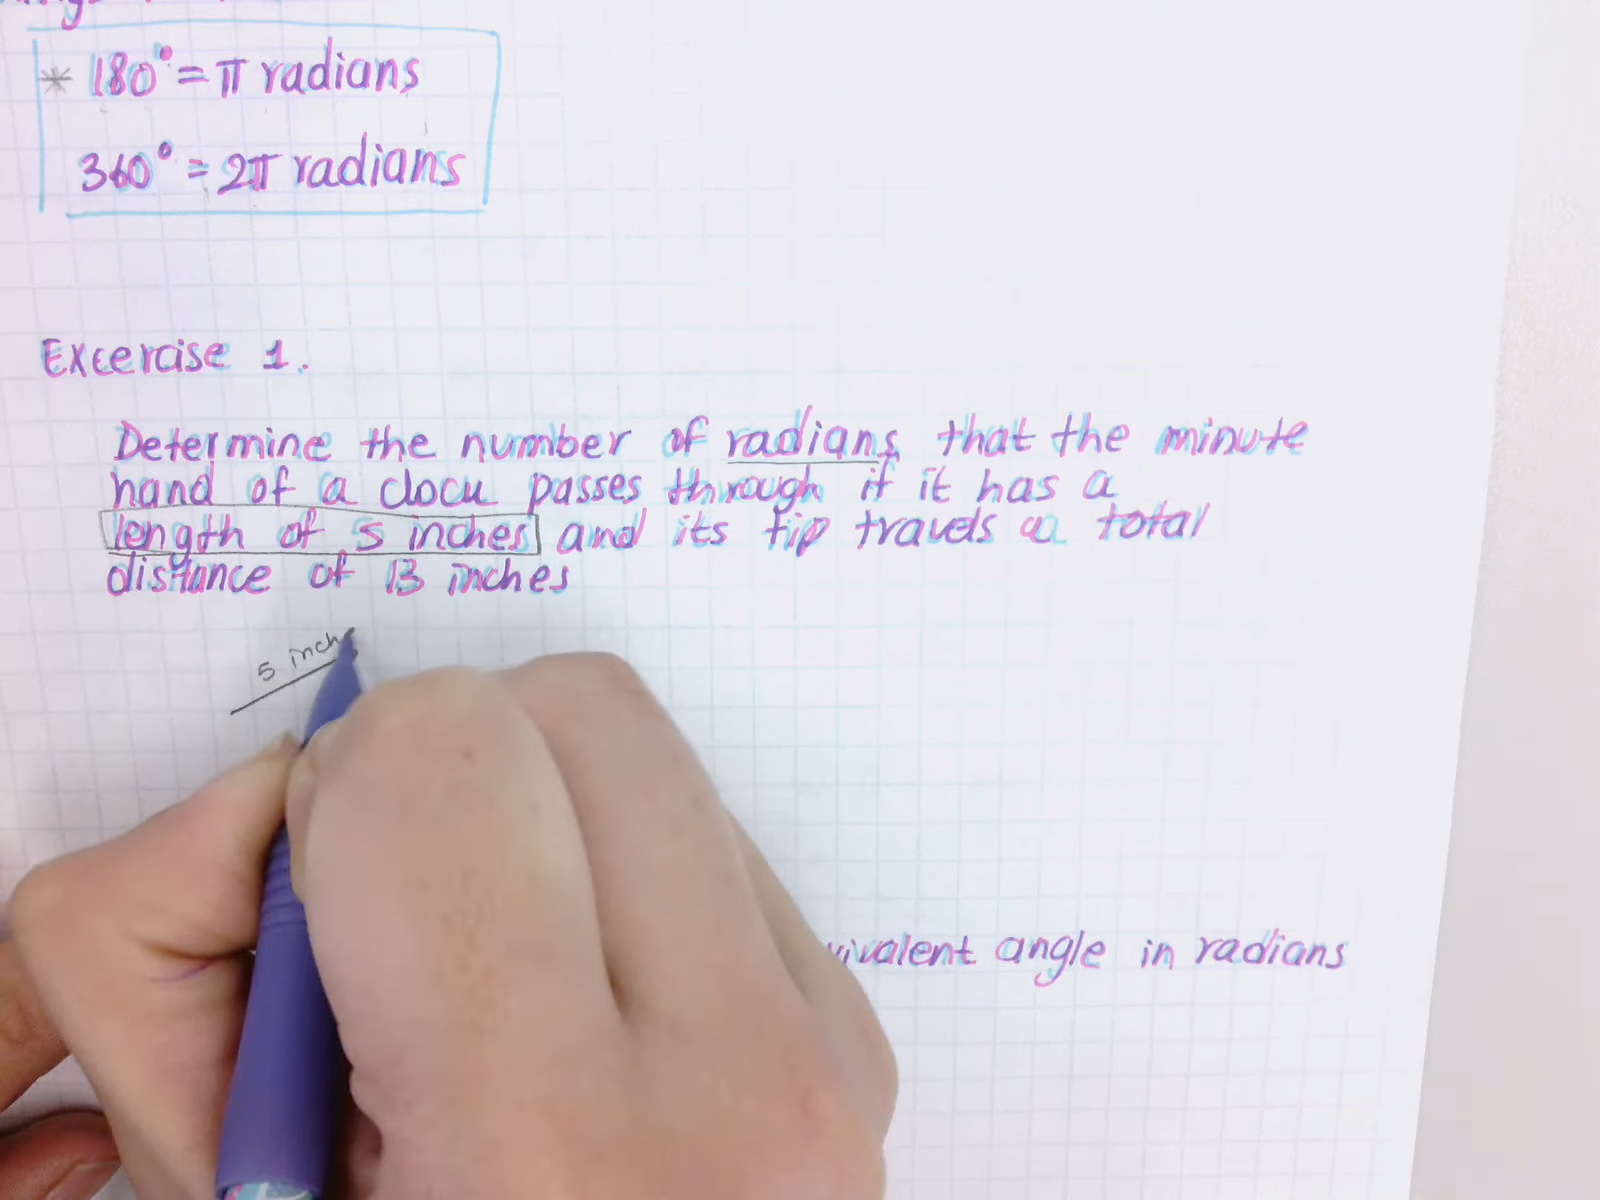 * 180° = π radians
360° = 2π radians
Excercise 1.
Determine the number of radians that the minute
hand of a clock passes through if it has a
length of 5 inches and its tip travels a total
distance of 13 inches
5 inch
angle in radians